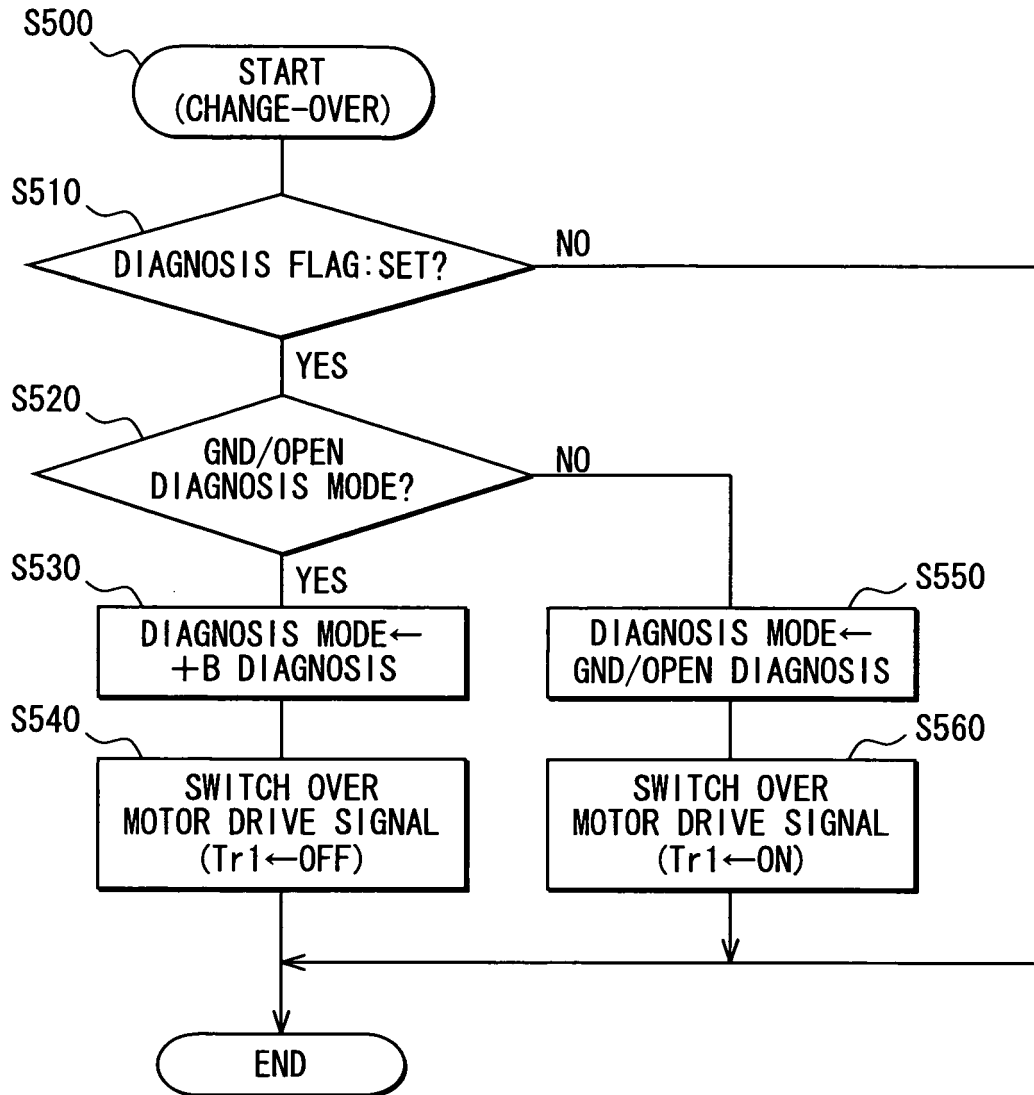 S500
START
(CHANGE-OVER)
S510
DIAGNOSIS FLAG:SET?
NO
YES
S520
GND/OPEN
DIAGNOSIS MODE?
NO
YES
S530
DIAGNOSIS MODE←
+B DIAGNOSIS
S550
DIAGNOSIS MODE←
GND/OPEN DIAGNOSIS
S540
SWITCH OVER
MOTOR DRIVE SIGNAL
(Tr1←OFF)
S560
SWITCH OVER
MOTOR DRIVE SIGNAL
(Tr1←ON)
END